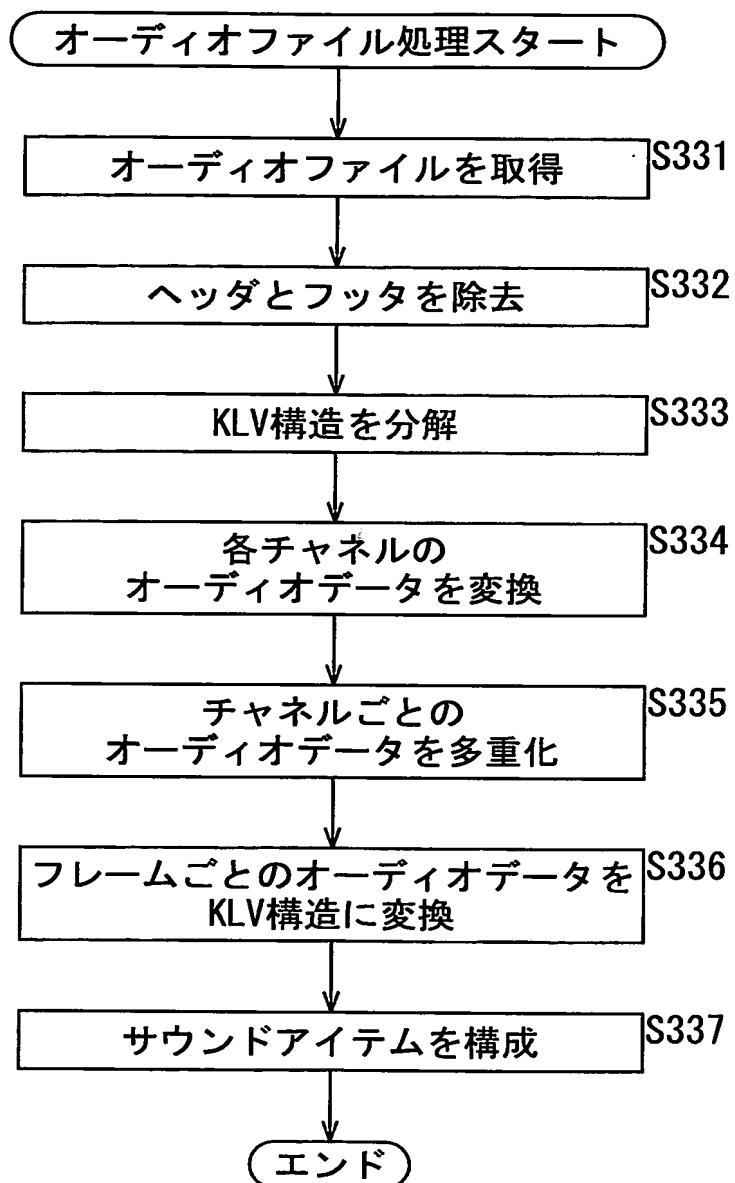 オーディオファイル処理スタート
オーディオファイルを取得
S331
ヘッダとフッタを除去
S332
KLV構造を分解
S333
各チャネルの
オーディオデータを変換
S334
チャネルごとの
オーディオデータを多重化
S335
フレームごとのオーディオデータを
KLV構造に変換
S336
サウンドアイテムを構成
S337
エンド